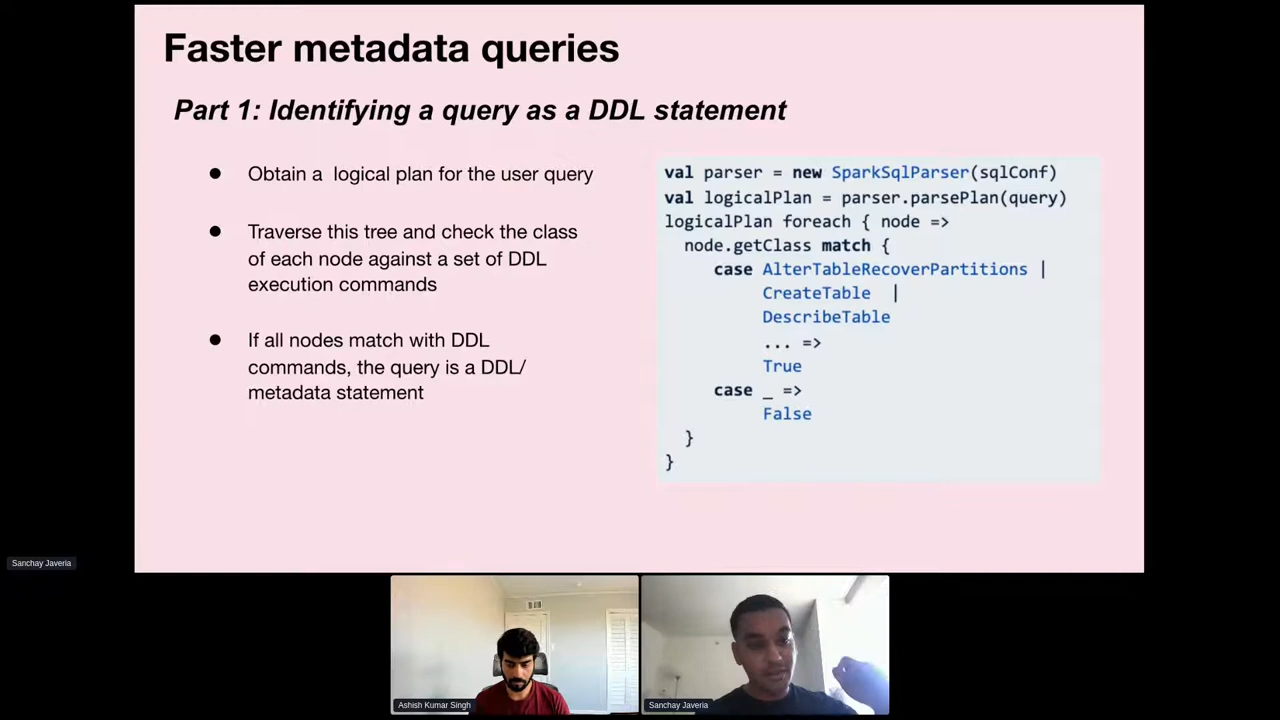 Faster metadata queries
Part 1: Identifying a query as a DDL statement
● Obtain a logical plan for the user query
● Traverse this tree and check the class
of each node against a set of DDL
execution commands
● If all nodes match with DDL
commands, the query is a DDL/
metadata statement
val parser = new SparkSqlParser(sqlConf)
val logicalPlan = parser.parsePlan(query)
logicalPlan foreach { node =>
node.getClass match {
case AlterTableRecoverPartitions |
CreateTable |
DescribeTable
... =>
True
case _ =>
False
}
}
Sanchay Javeria
Ashish Kumar Singh
Sanchay Javeria